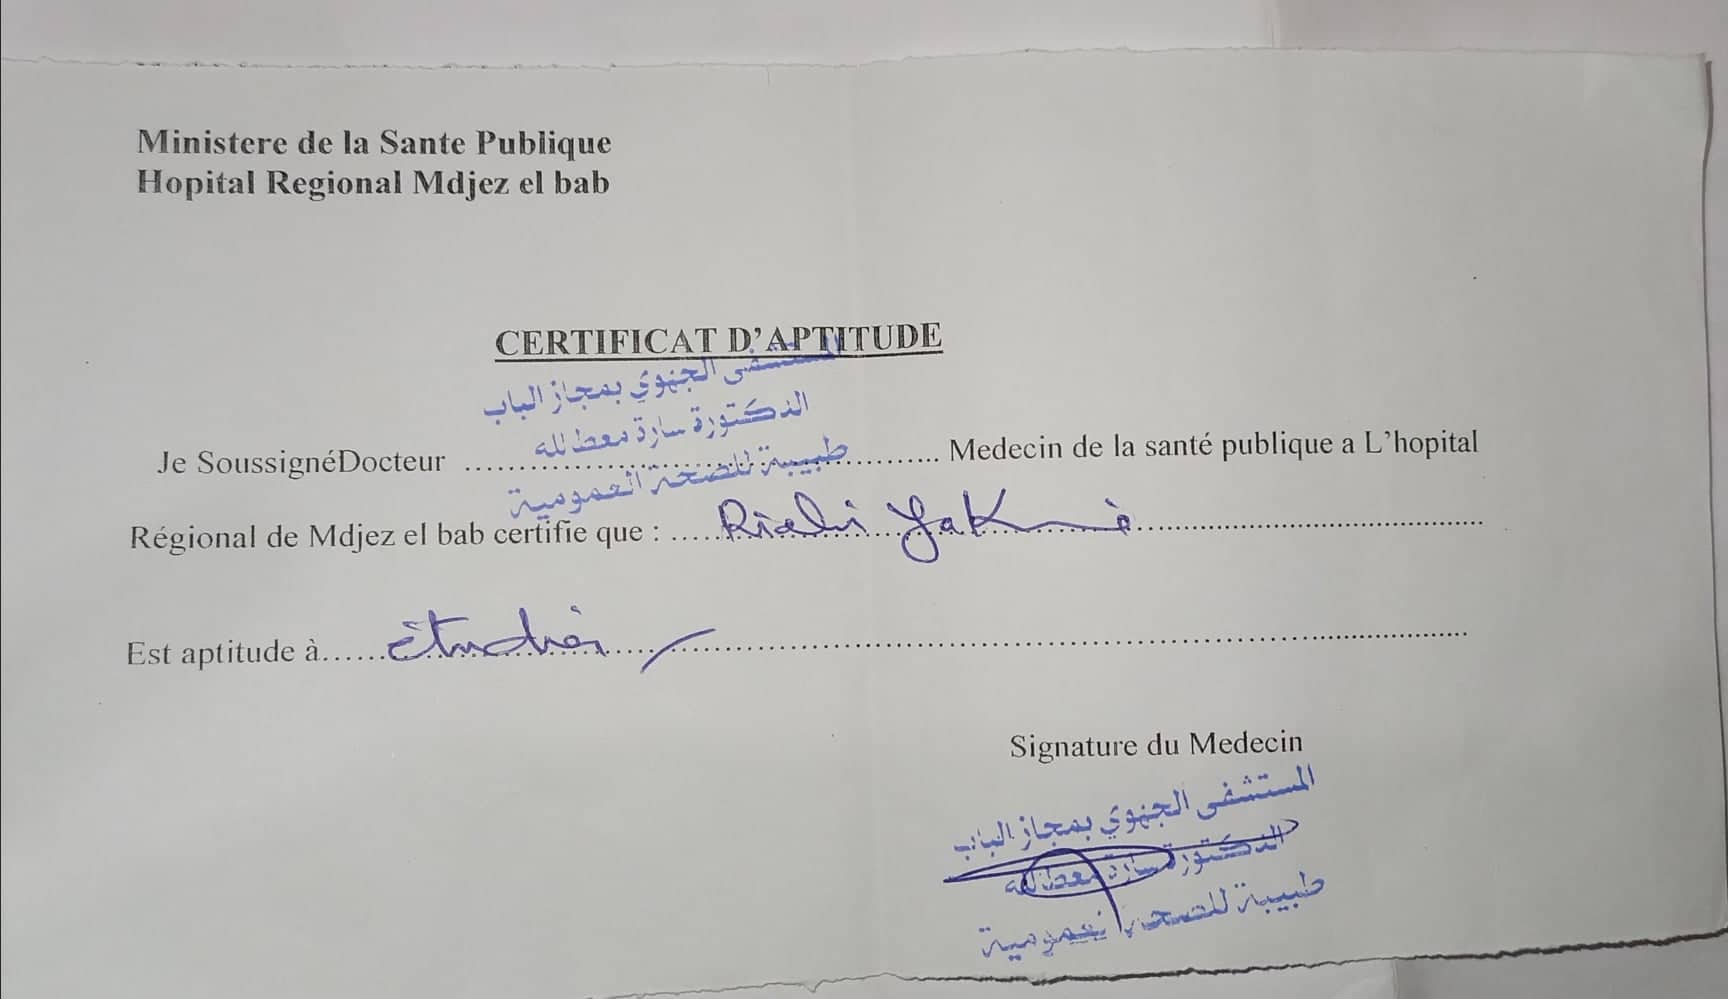 Ministere de la Sante Publique
Hopital Regional Mdjez el bab
CERTIFICAT D'APTITUDE
المستشفى الجهوي بمجاز الباب
الدكتورة سارة معط لله
طبيبة للصحة العمومية
Je SoussignéDocteur ................................ Medecin de la santé publique a L'hopital
Régional de Mdjez el bab certifie que : .....
Est aptitude à...... étudier
Signature du Medecin
المستشفى الجهوي بمجاز الباب
الدكتورة سارة معط لله
طبيبة للصحة العمومية